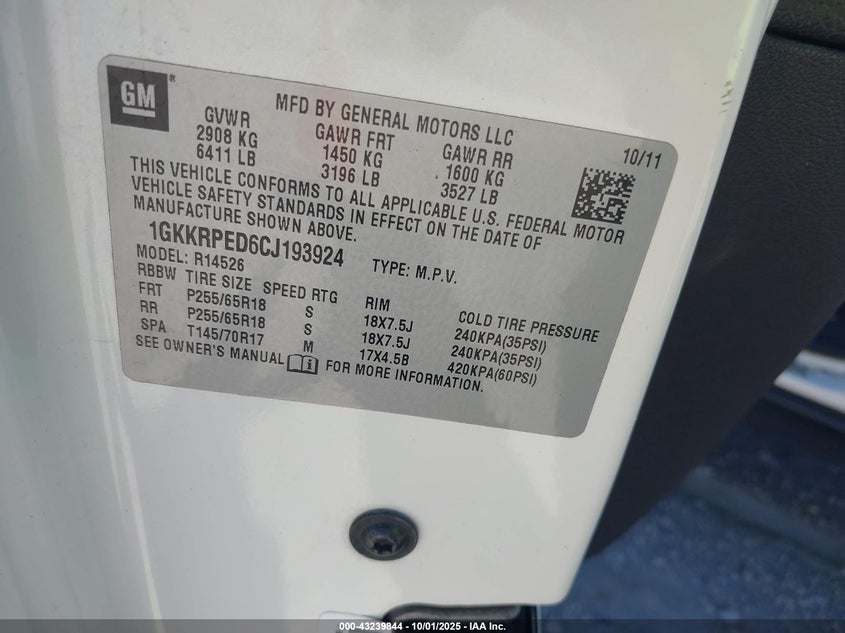 GM
MFD BY GENERAL MOTORS LLC
GVWR GAWR FRT GAWR RR 10/11
2908 KG 1450 KG 1600 KG
6411 LB 3196 LB 3527 LB
THIS VEHICLE CONFORMS TO ALL APPLICABLE U.S. FEDERAL MOTOR
VEHICLE SAFETY STANDARDS IN EFFECT ON THE DATE OF
MANUFACTURE SHOWN ABOVE.
1GKKRPED6CJ193924
MODEL: R14526 TYPE: M.P.V.
RBBW TIRE SIZE SPEED RTG RIM COLD TIRE PRESSURE
FRT P255/65R18 S 18X7.5J 240KPA(35PSI)
RR P255/65R18 S 18X7.5J 240KPA(35PSI)
SPA T145/70R17 M 17X4.5B 420KPA(60PSI)
SEE OWNER'S MANUAL FOR MORE INFORMATION.
000-43239844 - 10/01/2025 - IAA Inc.